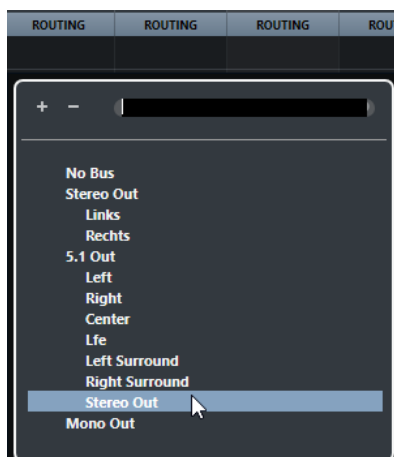 ROUTING ROUTING ROUTING ROU
+ −
No Bus
Stereo Out
Links
Rechts
5.1 Out
Left
Right
Center
Lfe
Left Surround
Right Surround
Stereo Out
Mono Out